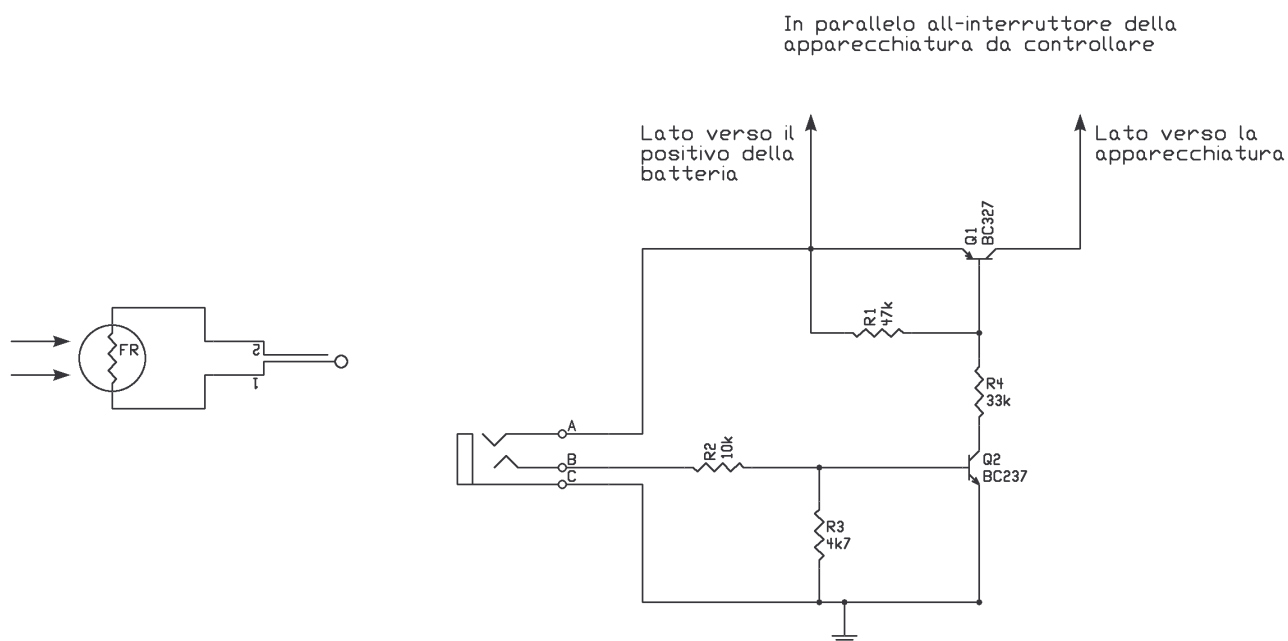 In parallelo all-interruttore della
apparecchiatura da controllare
Lato verso il
positivo della
batteria
Lato verso la
apparecchiatura
Q1
BC327
R1
47k
FR
2
1
R4
33k
A
B
C
R2
10k
Q2
BC237
R3
4k7